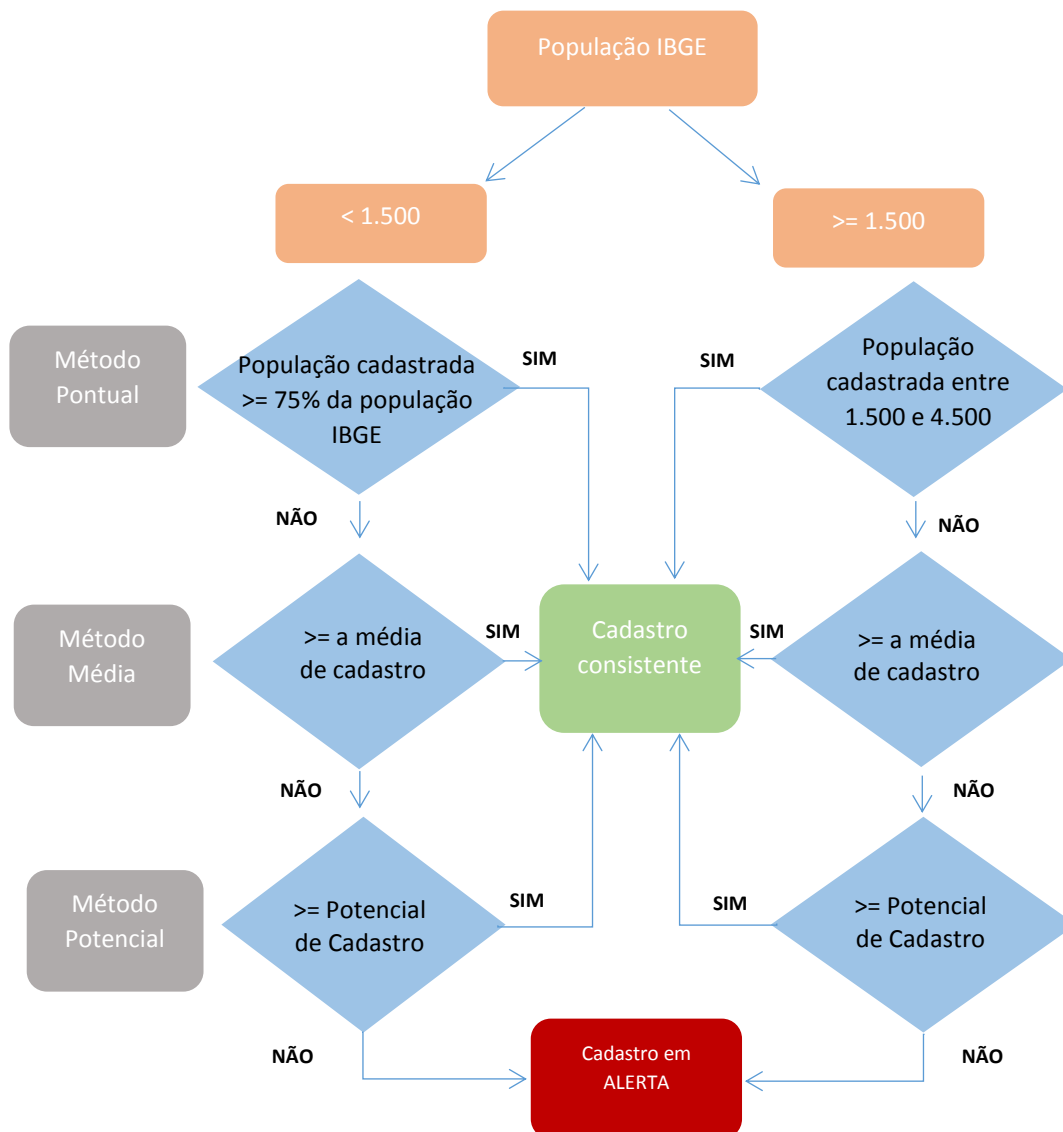 População IBGE
< 1.500
>= 1.500
Método
Pontual
População cadastrada
>= 75% da população
IBGE
SIM
SIM
População
cadastrada entre
1.500 e 4.500
NÃO
NÃO
Método
Média
>= a média
de cadastro
SIM
Cadastro
consistente
SIM
>= a média
de cadastro
NÃO
NÃO
Método
Potencial
>= Potencial
de Cadastro
SIM
SIM
>= Potencial
de Cadastro
NÃO
Cadastro em
ALERTA
NÃO